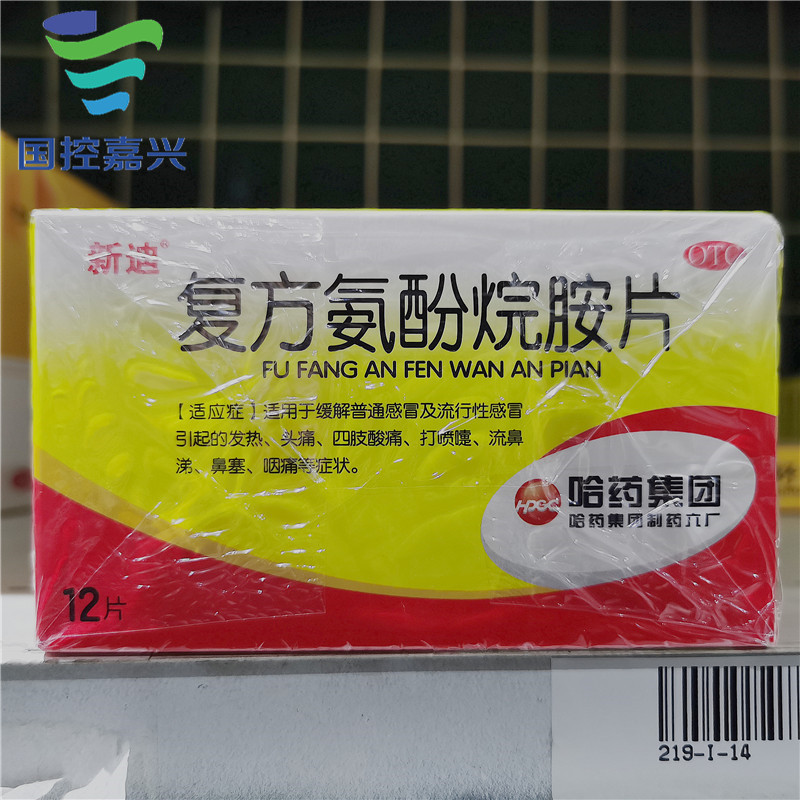 国控嘉兴
新迪®
OTC
复方氨酚烷胺片
FU FANG AN FEN WAN AN PIAN
【适应症】适用于缓解普通感冒及流行性感冒
引起的发热、头痛、四肢酸痛、打喷嚏、流鼻
涕、鼻塞、咽痛等症状。
HPGC
哈药集团
哈药集团制药六厂
12片
219-I-14